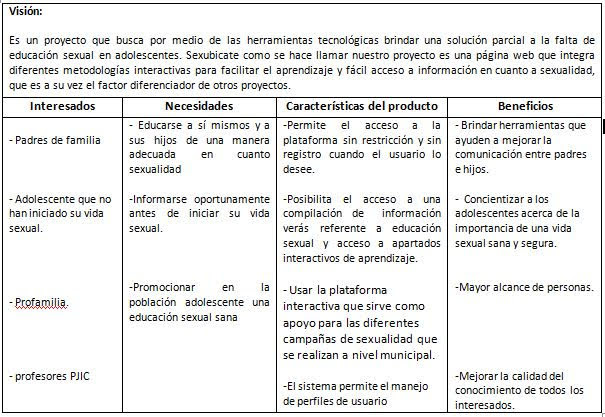 Visión:
Es un proyecto que busca por medio de las herramientas tecnológicas brindar una solución parcial a la falta de
educación sexual en adolescentes. Sexubicate como se hace llamar nuestro proyecto es una página web que integra
diferentes metodologías interactivas para facilitar el aprendizaje y fácil acceso a información en cuanto a sexualidad,
que es a su vez el factor diferenciador de otros proyectos.
Interesados
Necesidades
Características del producto
Beneficios
- Padres de familia
- Educarse a sí mismos y a
sus hijos de una manera
adecuada en cuanto
sexualidad
-Permite el acceso a la
plataforma sin restricción y sin
registro cuando el usuario lo
desee.
- Brindar herramientas que
ayuden a mejorar la
comunicación entre padres
e hijos.
- Adolescente que no
han iniciado su vida
sexual.
-Informarse oportunamente
antes de iniciar su vida
sexual.
-Posibilita el acceso a una
compilación de información
verás referente a educación
sexual y acceso a apartados
interactivos de aprendizaje.
- Concientizar a los
adolescentes acerca de la
importancia de una vida
sexual sana y segura.
- Profamilia.
-Promocionar en la
población adolescente una
educación sexual sana
- Usar la plataforma
interactiva que sirve como
apoyo para las diferentes
campañas de sexualidad que
se realizan a nivel municipal.
-Mayor alcance de personas.
- profesores PJIC
-El sistema permite el manejo
de perfiles de usuario
-Mejorar la calidad del
conocimiento de todos los
interesados.